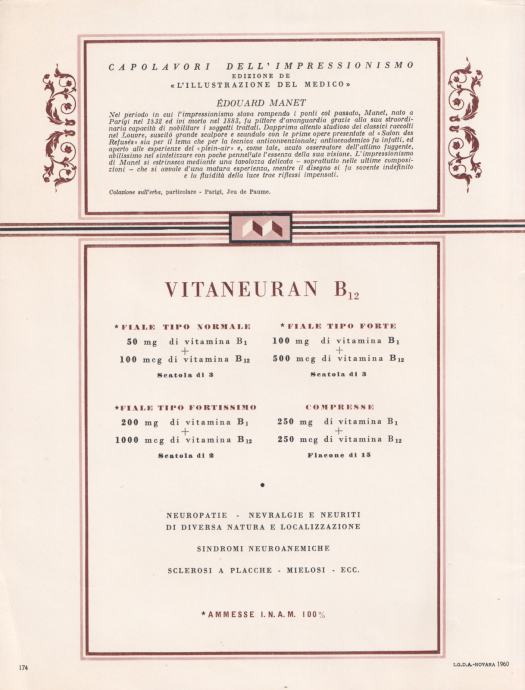 CAPOLAVORI DELL'IMPRESSIONISMO
EDIZIONE DE
«L'ILLUSTRAZIONE DEL MEDICO»
ÉDOUARD MANET
Nel periodo in cui l'impressionismo stava rompendo i ponti col passato, Manet, nato a
Parigi nel 1832 ed ivi morto nel 1883, fu pittore d'avanguardia grazie alla sua straordi-
naria capacità di nobilitare i soggetti trattati. Dapprima attento studioso dei classici raccolti
nel Louvre, suscitò grande scalpore e scandalo con le prime opere presentate al «Salon des
Refusés» sia per il tema che per la tecnica anticonvenzionale; antiaccademico fu infatti, ed
aperto alle esperienze del «plein-air» e, come tale, acuto osservatore dell'attimo fuggente,
abilissimo nel sintetizzare con poche pennellate l'essenza della sua visione. L'impressionismo
di Manet si estrinseca mediante una tavolozza delicata - soprattutto nelle ultime composi-
zioni - che si avvale d'una matura esperienza, mentre il disegno si fa sovente indefinito
e la fluidità della luce trae riflessi impensati.
Colazione sull'erba, particolare - Parigi, Jeu de Paume.
VITANEURAN B12
*FIALE TIPO NORMALE
50 mg di vitamina B1
+
100 mcg di vitamina B12
Scatola di 3
*FIALE TIPO FORTE
100 mg di vitamina B1
+
500 mcg di vitamina B12
Scatola di 3
*FIALE TIPO FORTISSIMO
200 mg di vitamina B1
+
1000 mcg di vitamina B12
Scatola di 2
COMPRESSE
250 mg di vitamina B1
+
250 mcg di vitamina B12
Flacone di 15
NEUROPATIE - NEVRALGIE E NEURITI
DI DIVERSA NATURA E LOCALIZZAZIONE
SINDROMI NEUROANEMICHE
SCLEROSI A PLACCHE - MIELOSI - ECC.
*AMMESSE I.N.A.M. 100%
174
I.G.D.A.-NOVARA 1960